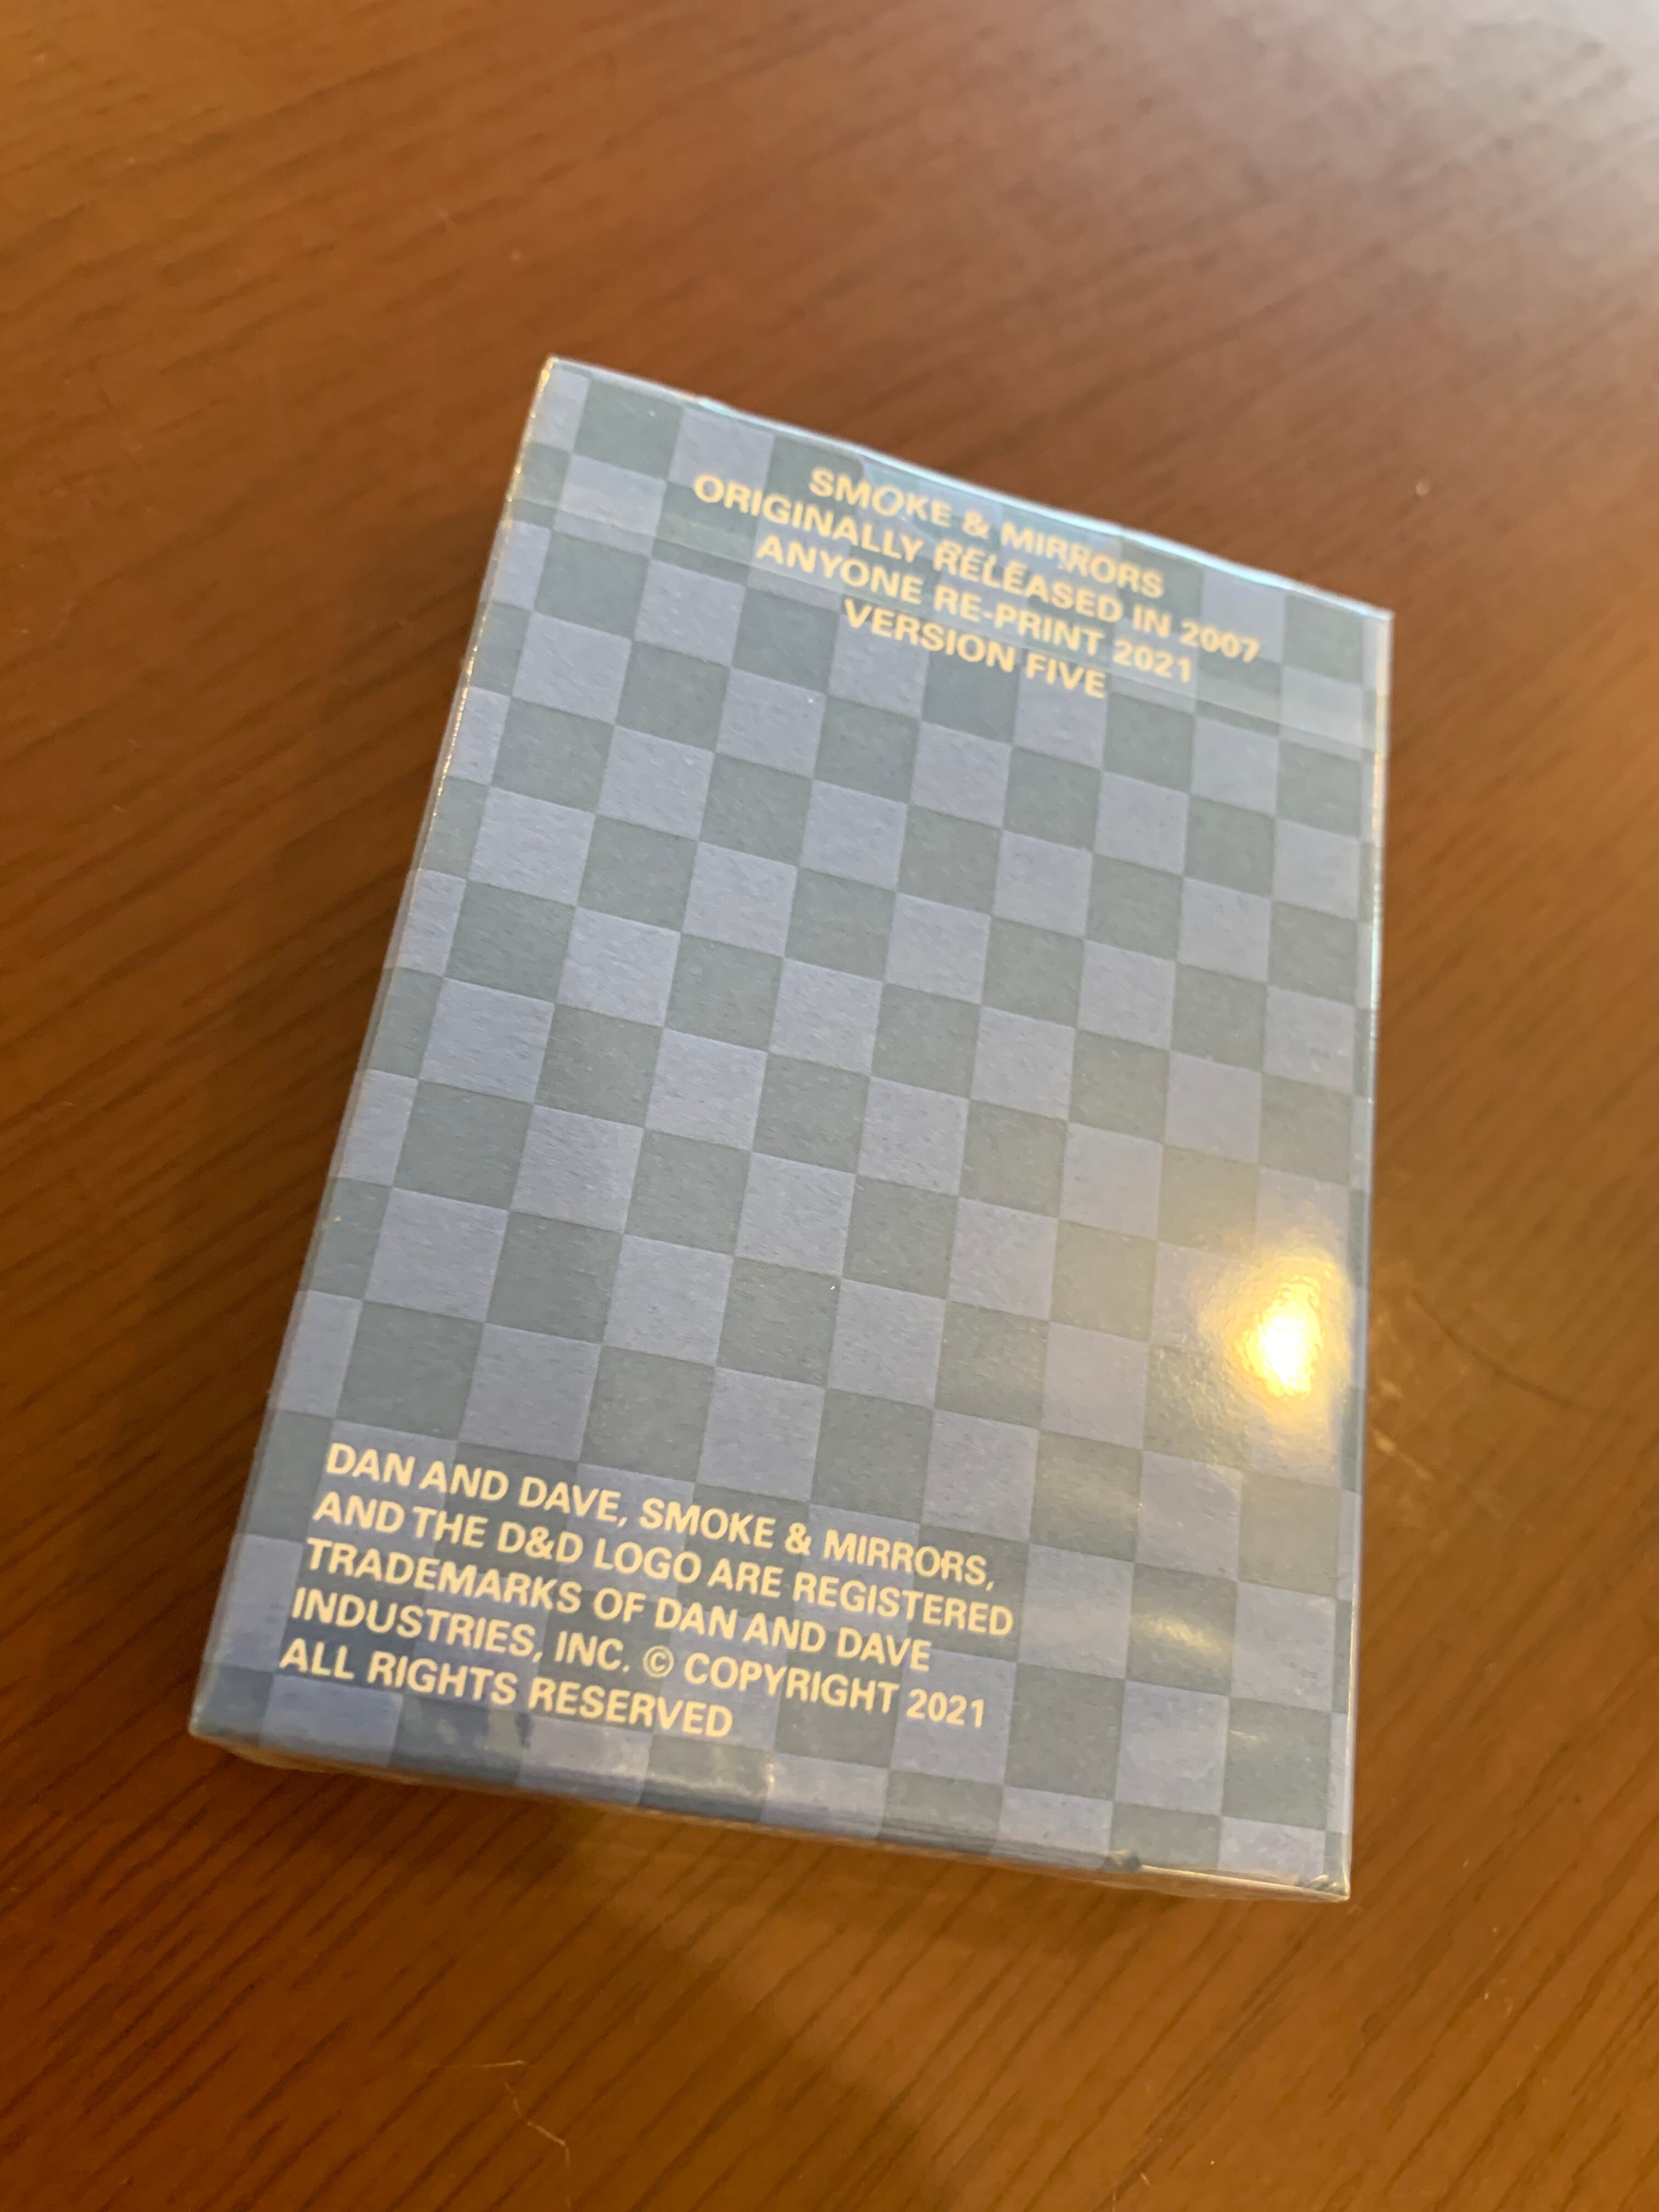 SMOKE & MIRRORS
ORIGINALLY RELEASED IN 2007
ANYONE RE-PRINT 2021
VERSION FIVE
DAN AND DAVE, SMOKE & MIRRORS,
AND THE D&D LOGO ARE REGISTERED
TRADEMARKS OF DAN AND DAVE
INDUSTRIES, INC. © COPYRIGHT 2021
ALL RIGHTS RESERVED